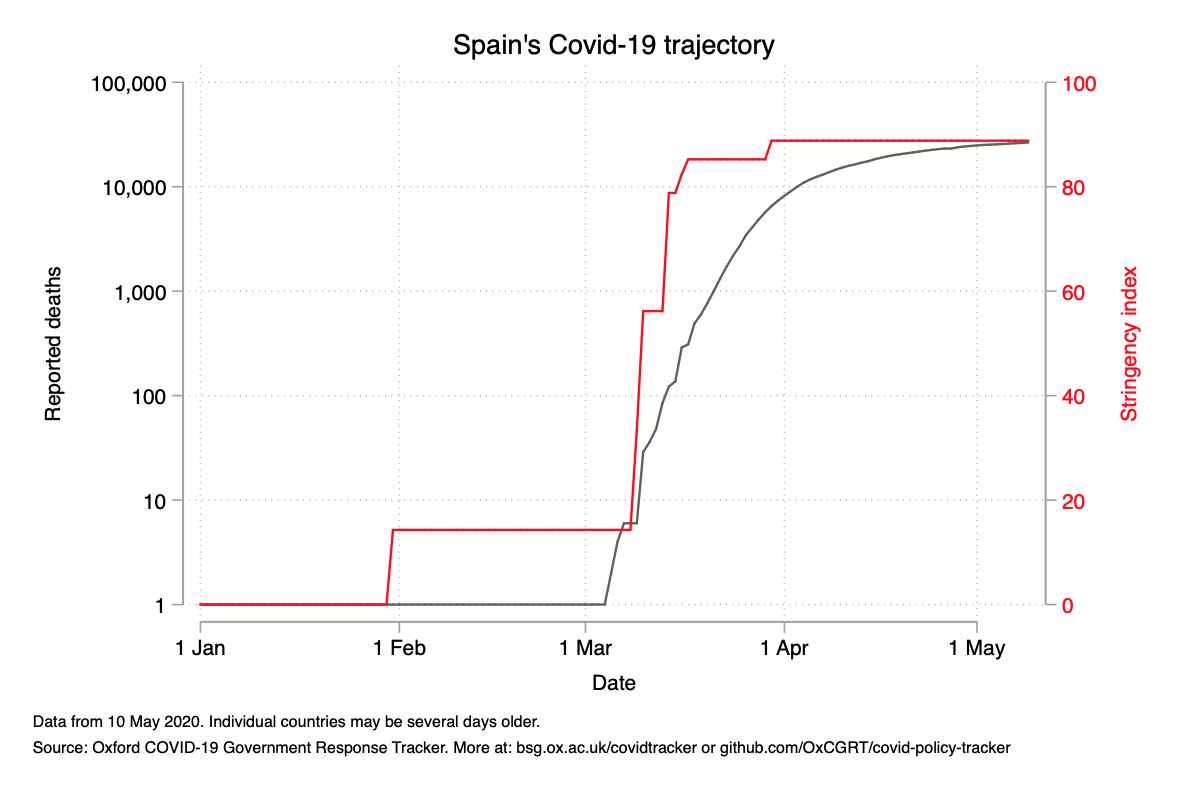 Spain's Covid-19 trajectory
100,000
10,000
1,000
100
10
1
Reported deaths
100
80
60
40
20
0
Stringency index
1 Jan
1 Feb
1 Mar
1 Apr
1 May
Date
Data from 10 May 2020. Individual countries may be several days older.
Source: Oxford COVID-19 Government Response Tracker. More at: bsg.ox.ac.uk/covidtracker or github.com/OxCGRT/covid-policy-tracker